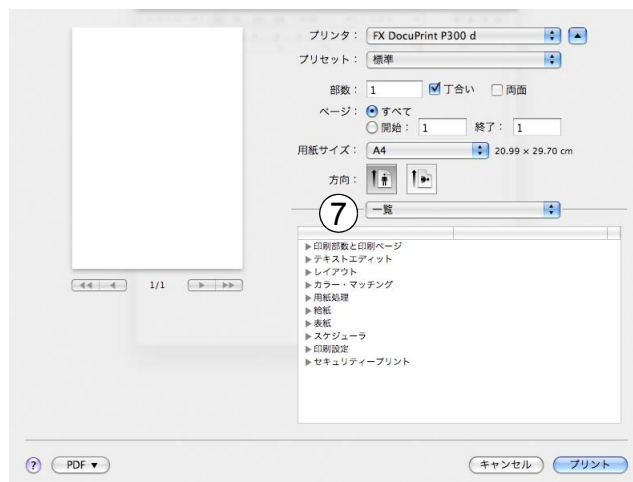 プリンタ： FX DocuPrint P300 d
プリセット： 標準
部数： 1 丁合い 両面
ページ： すべて
開始： 1 終了： 1
用紙サイズ： A4 20.99 × 29.70 cm
方向：
⑦ 一覧
印刷部数と印刷ページ
テキストエディット
レイアウト
カラー・マッチング
用紙処理
給紙
表紙
スケジューラ
印刷設定
セキュリティープリント
1/1
? PDF ▼ キャンセル プリント